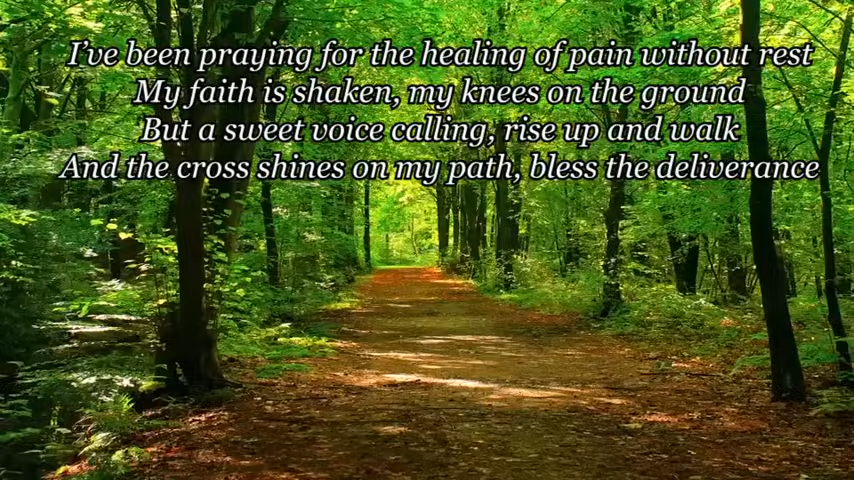 I've been praying for the healing of pain without rest
My faith is shaken, my knees on the ground
But a sweet voice calling, rise up and walk
And the cross shines on my path, bless the deliverance